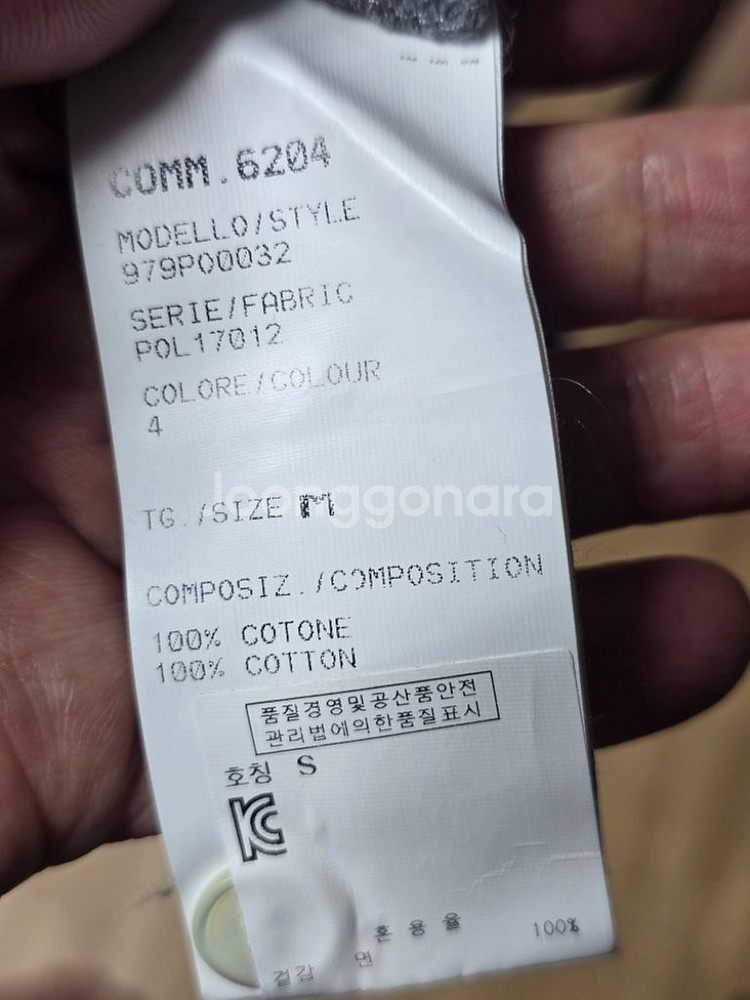 COMM.6204
MODELLO/STYLE
979PO0032
SERIE/FABRIC
POL17012
COLORE/COLOUR
4
joonggonara
TG./SIZE M
COMPOSIZ./COMPOSITION
100% COTONE
100% COTTON
품질경영및공산품안전
관리법에의한품질표시
호칭 S
KC
혼용율
겉감 면 100%